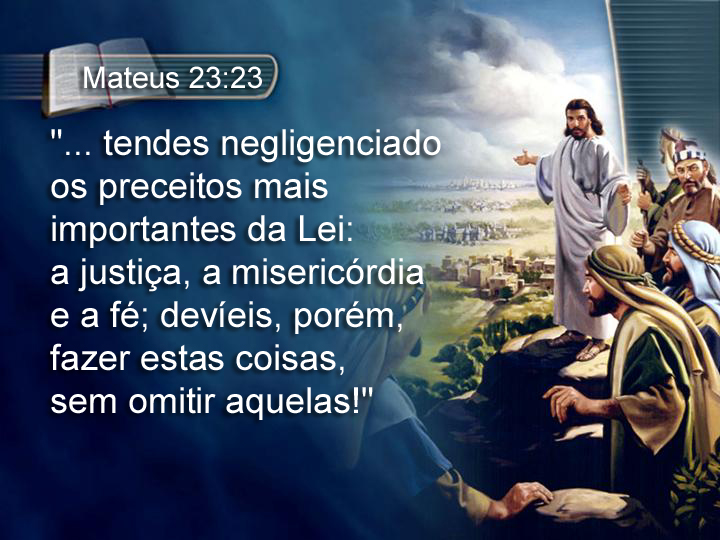 Mateus 23:23
"... tendes negligenciado
os preceitos mais
importantes da Lei:
a justiça, a misericórdia
e a fé; devíeis, porém,
fazer estas coisas,
sem omitir aquelas!"